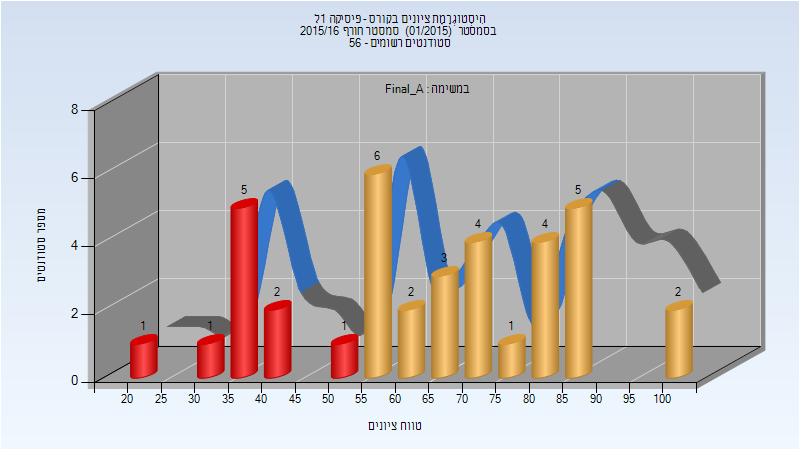 היסטוגרמת ציונים בקורס - פיסיקה 1ל
בסמסטר (01/2015) סמסטר חורף 2015/16
סטודנטים רשומים - 56
במשימה : Final_A
מספר סטודנטים
8
6
4
2
0
1
1
5
2
1
6
2
3
4
1
4
5
2
20 25 30 35 40 45 50 55 60 65 70 75 80 85 90 95 100
טווח ציונים